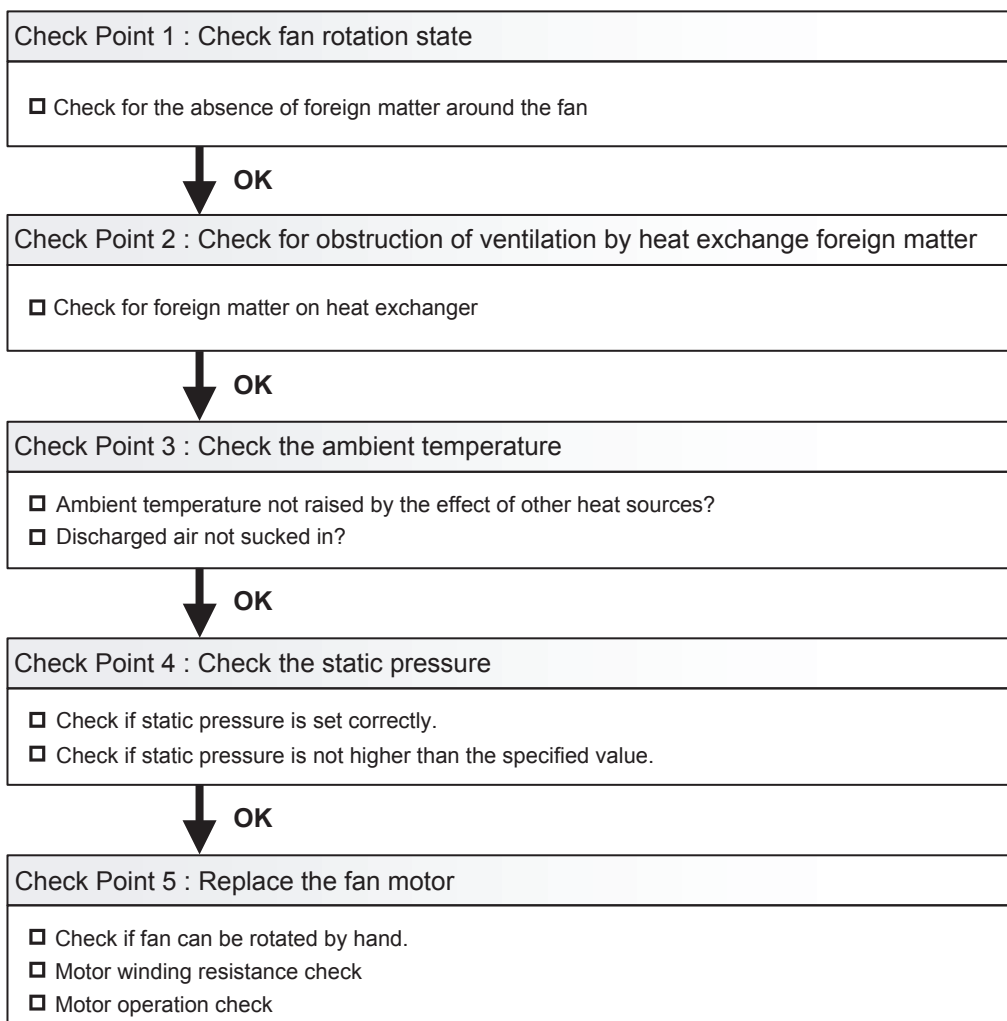 Check Point 1 : Check fan rotation state
Check for the absence of foreign matter around the fan
OK
Check Point 2 : Check for obstruction of ventilation by heat exchange foreign matter
Check for foreign matter on heat exchanger
OK
Check Point 3 : Check the ambient temperature
Ambient temperature not raised by the effect of other heat sources?
Discharged air not sucked in?
OK
Check Point 4 : Check the static pressure
Check if static pressure is set correctly.
Check if static pressure is not higher than the specified value.
OK
Check Point 5 : Replace the fan motor
Check if fan can be rotated by hand.
Motor winding resistance check
Motor operation check